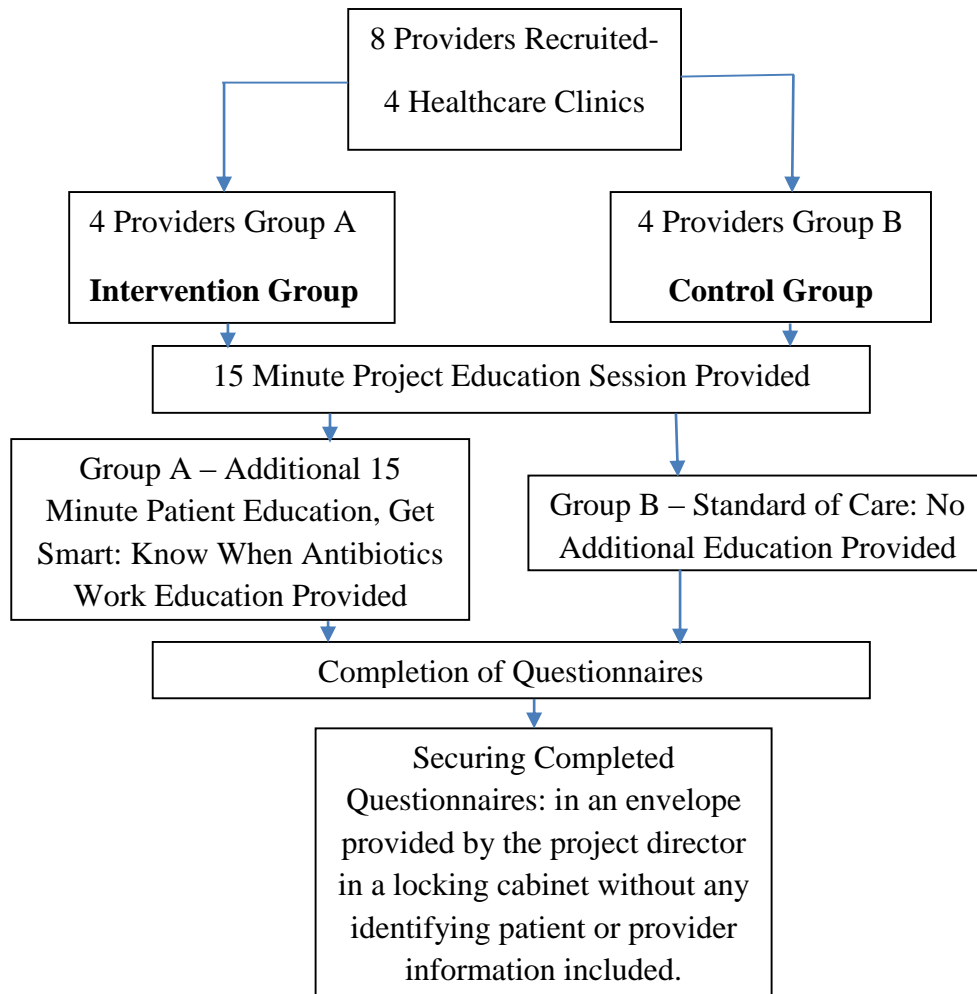 8 Providers Recruited-
4 Healthcare Clinics
4 Providers Group A
Intervention Group
4 Providers Group B
Control Group
15 Minute Project Education Session Provided
Group A – Additional 15
Minute Patient Education, Get
Smart: Know When Antibiotics
Work Education Provided
Group B – Standard of Care: No
Additional Education Provided
Completion of Questionnaires
Securing Completed
Questionnaires: in an envelope
provided by the project director
in a locking cabinet without any
identifying patient or provider
information included.